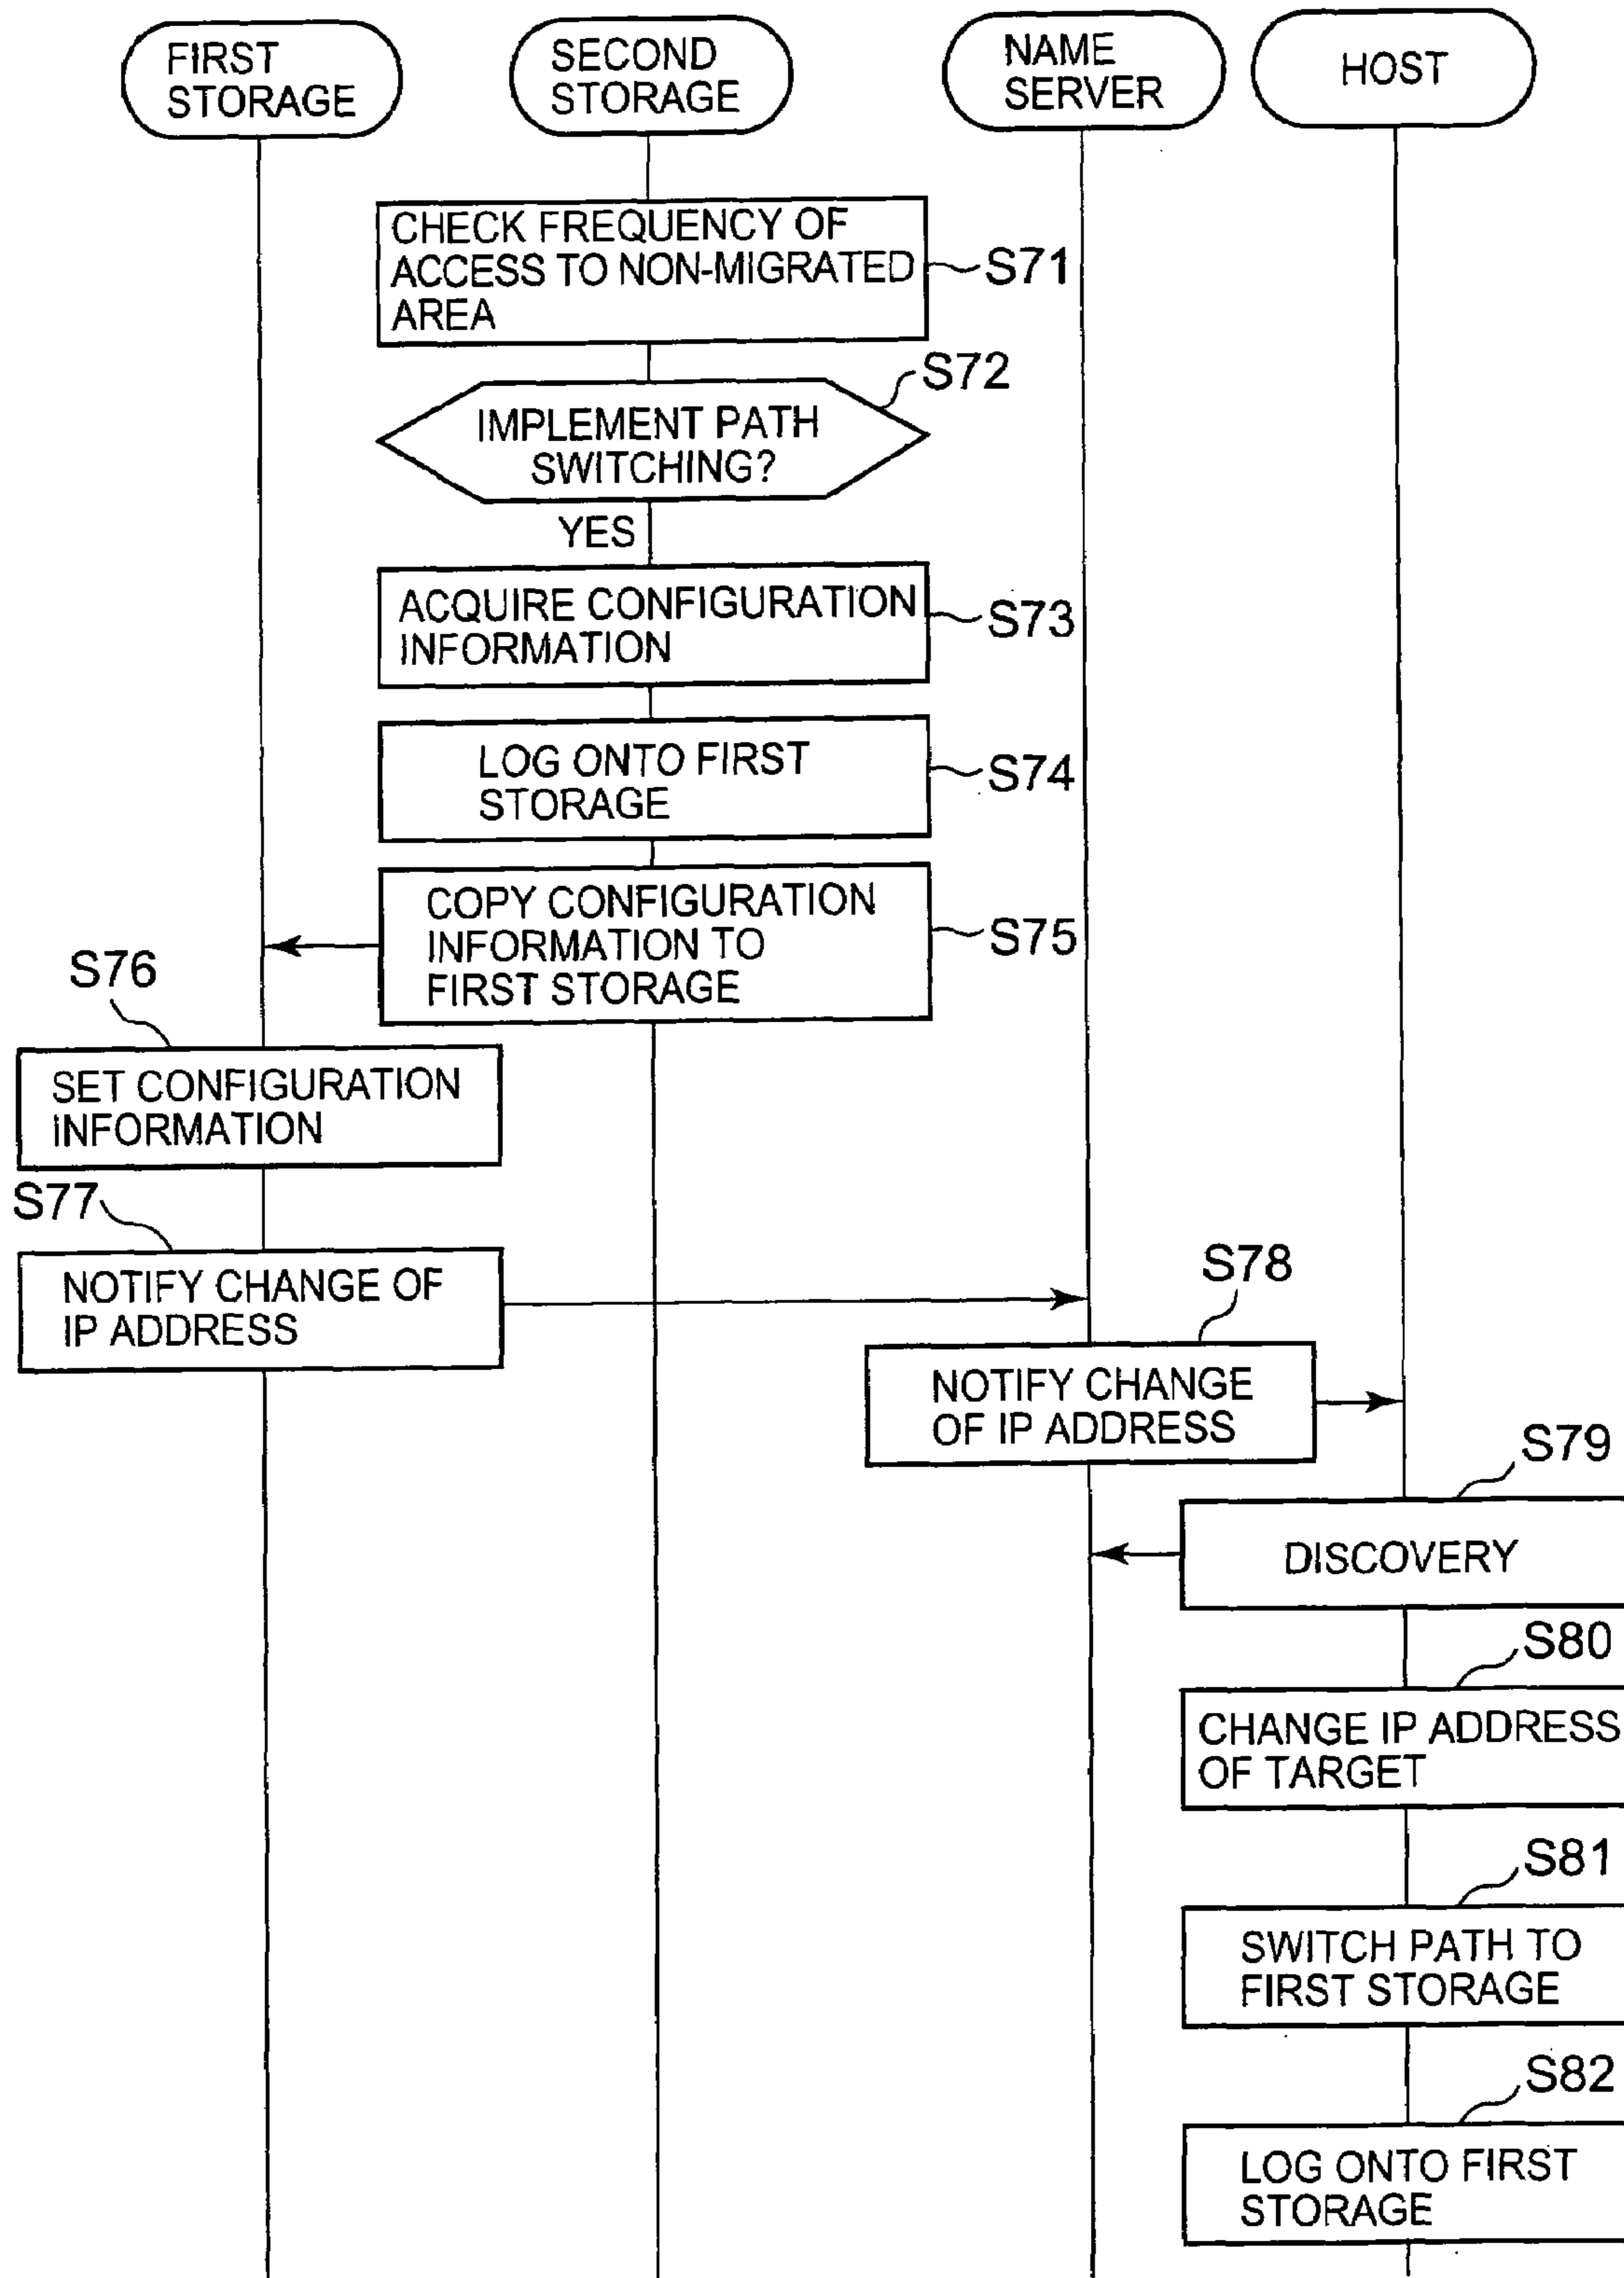 FIRST
STORAGE
SECOND
STORAGE
NAME
SERVER
HOST
CHECK FREQUENCY OF
ACCESS TO NON-MIGRATED
AREA
S71
S72
IMPLEMENT PATH
SWITCHING?
YES
ACQUIRE CONFIGURATION
INFORMATION
S73
LOG ONTO FIRST
STORAGE
S74
COPY CONFIGURATION
INFORMATION TO
FIRST STORAGE
S75
S76
SET CONFIGURATION
INFORMATION
S77
NOTIFY CHANGE OF
IP ADDRESS
S78
NOTIFY CHANGE
OF IP ADDRESS
S79
DISCOVERY
S80
CHANGE IP ADDRESS
OF TARGET
S81
SWITCH PATH TO
FIRST STORAGE
S82
LOG ONTO FIRST
STORAGE